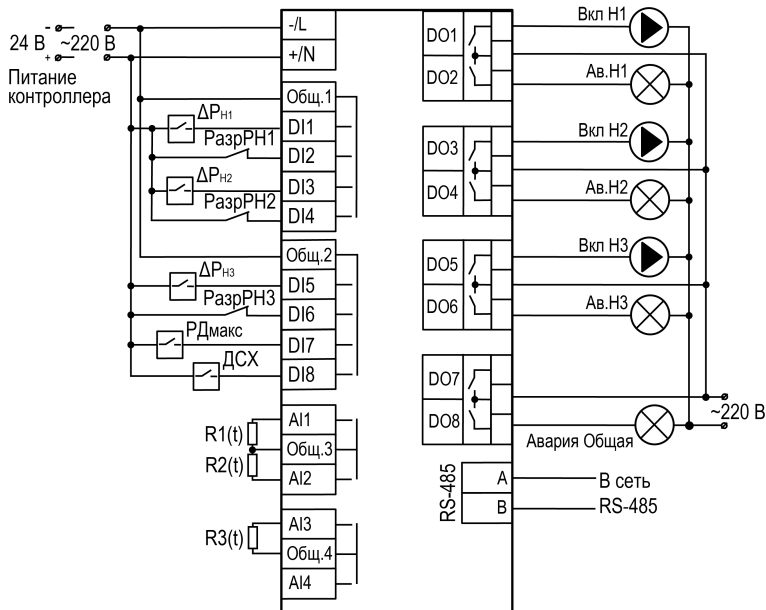 -
24 В ~220 В
+
Питание
контроллера
-/L
+/N
Общ.1
ΔPН1
DI1
РазрРН1
DI2
ΔPН2
DI3
РазрРН2
DI4
Общ.2
ΔPН3
DI5
РазрРН3
DI6
РДмакс
DI7
ДСХ
DI8
AI1
R1(t)
Общ.3
R2(t)
AI2
AI3
R3(t)
Общ.4
AI4
DO1
Вкл Н1
DO2
Ав.Н1
DO3
Вкл Н2
DO4
Ав.Н2
DO5
Вкл Н3
DO6
Ав.Н3
DO7
~220 В
DO8
Авария Общая
RS-485
A
В сеть
B
RS-485